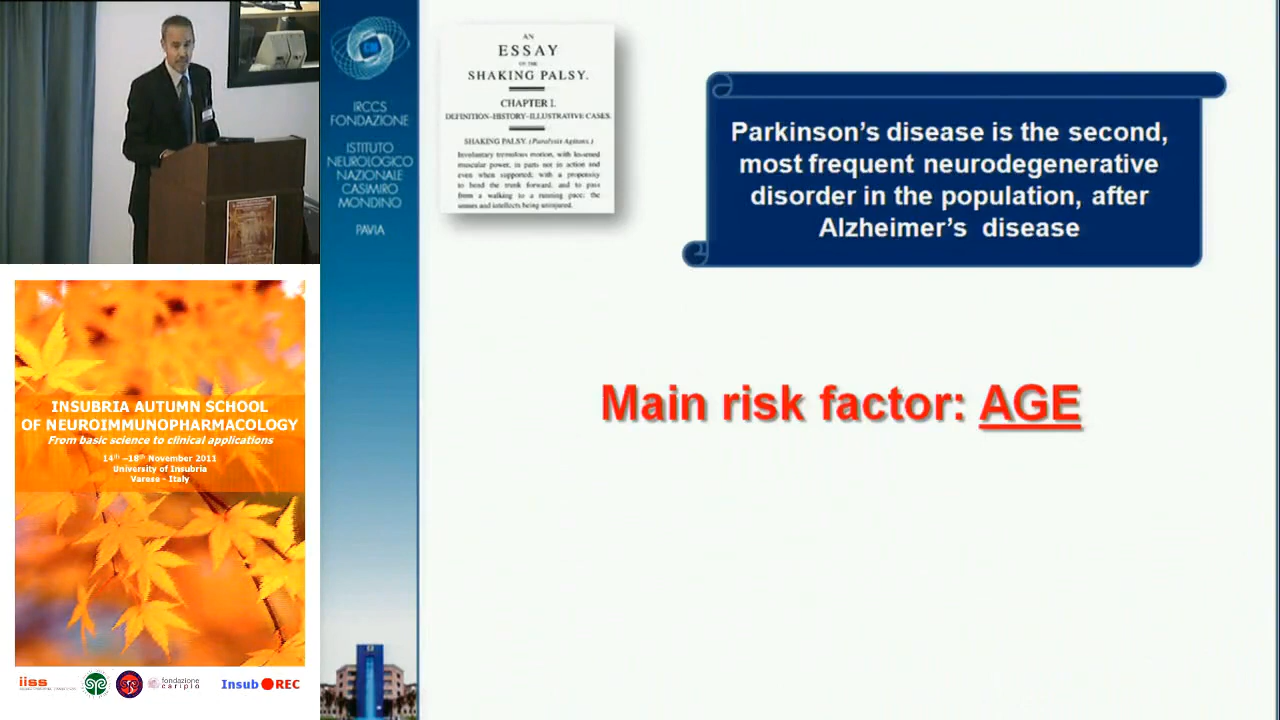 AN
ESSAY
ON THE
SHAKING PALSY.
CHAPTER I.
DEFINITION–HISTORY–ILLUSTRATIVE CASES.
SHAKING PALSY. (Paralysis Agitans.)
Involuntary tremulous motion, with lessened
muscular power, in parts not in action and
even when supported; with a propensity
to bend the trunk forward, and to pass
from a walking to a running pace; the
senses and intellects being uninjured.
Parkinson's disease is the second,
most frequent neurodegenerative
disorder in the population, after
Alzheimer's disease
Main risk factor: AGE
IRCCS
FONDAZIONE
ISTITUTO
NEUROLOGICO
NAZIONALE
CASIMIRO
MONDINO
PAVIA
INSUBRIA AUTUMN SCHOOL
OF NEUROIMMUNOPHARMACOLOGY
From basic science to clinical applications
14th –18th November 2011
University of Insubria
Varese - Italy
iiss
fondazione
cariplo
Insub REC